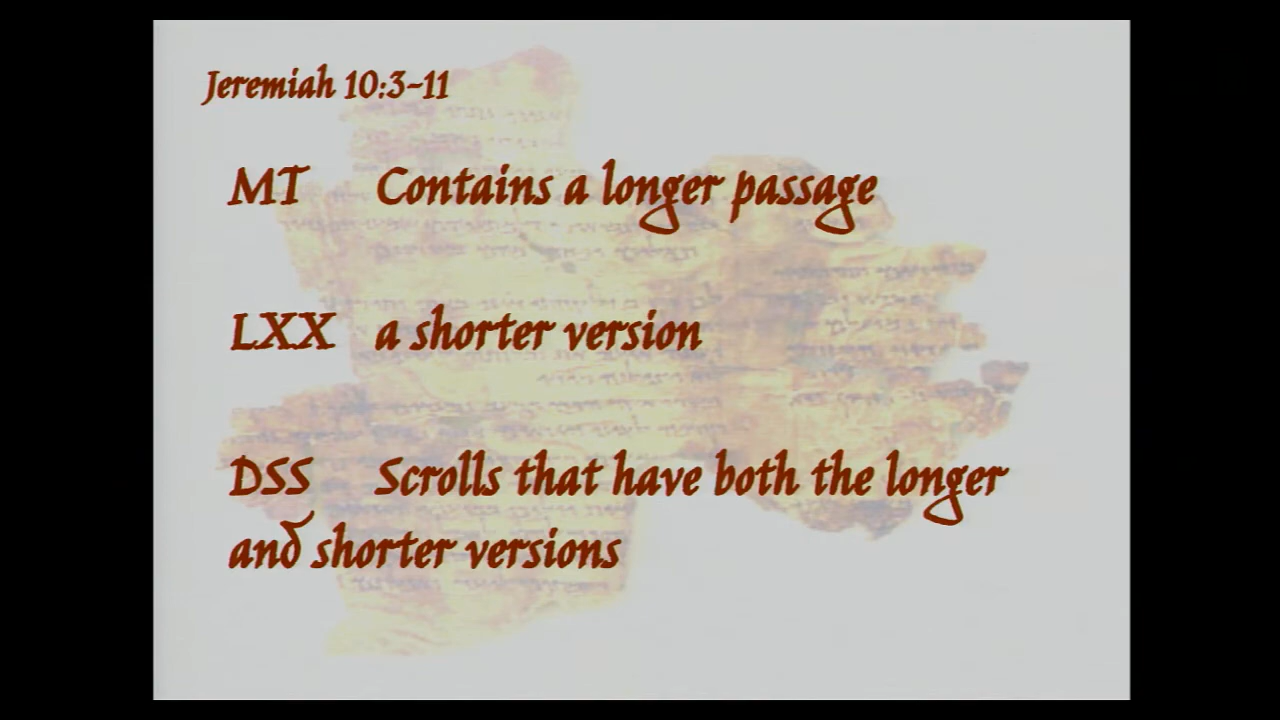 Jeremiah 10:3-11
MT Contains a longer passage
LXX a shorter version
DSS Scrolls that have both the longer
and shorter versions